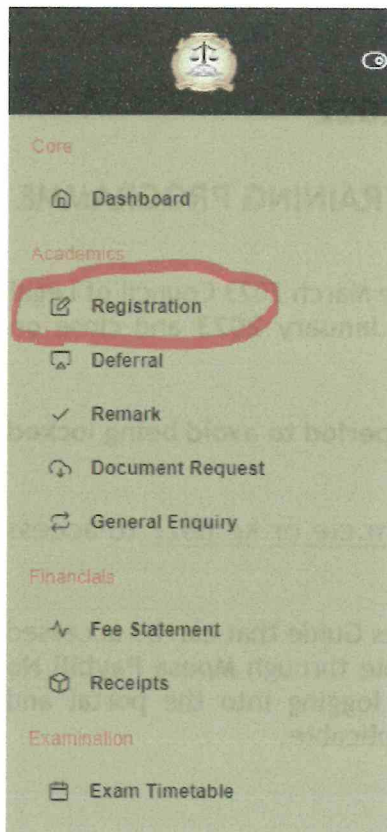 Core
Dashboard
Academics
Registration
Deferral
Remark
Document Request
General Enquiry
Financials
Fee Statement
Receipts
Examination
Exam Timetable